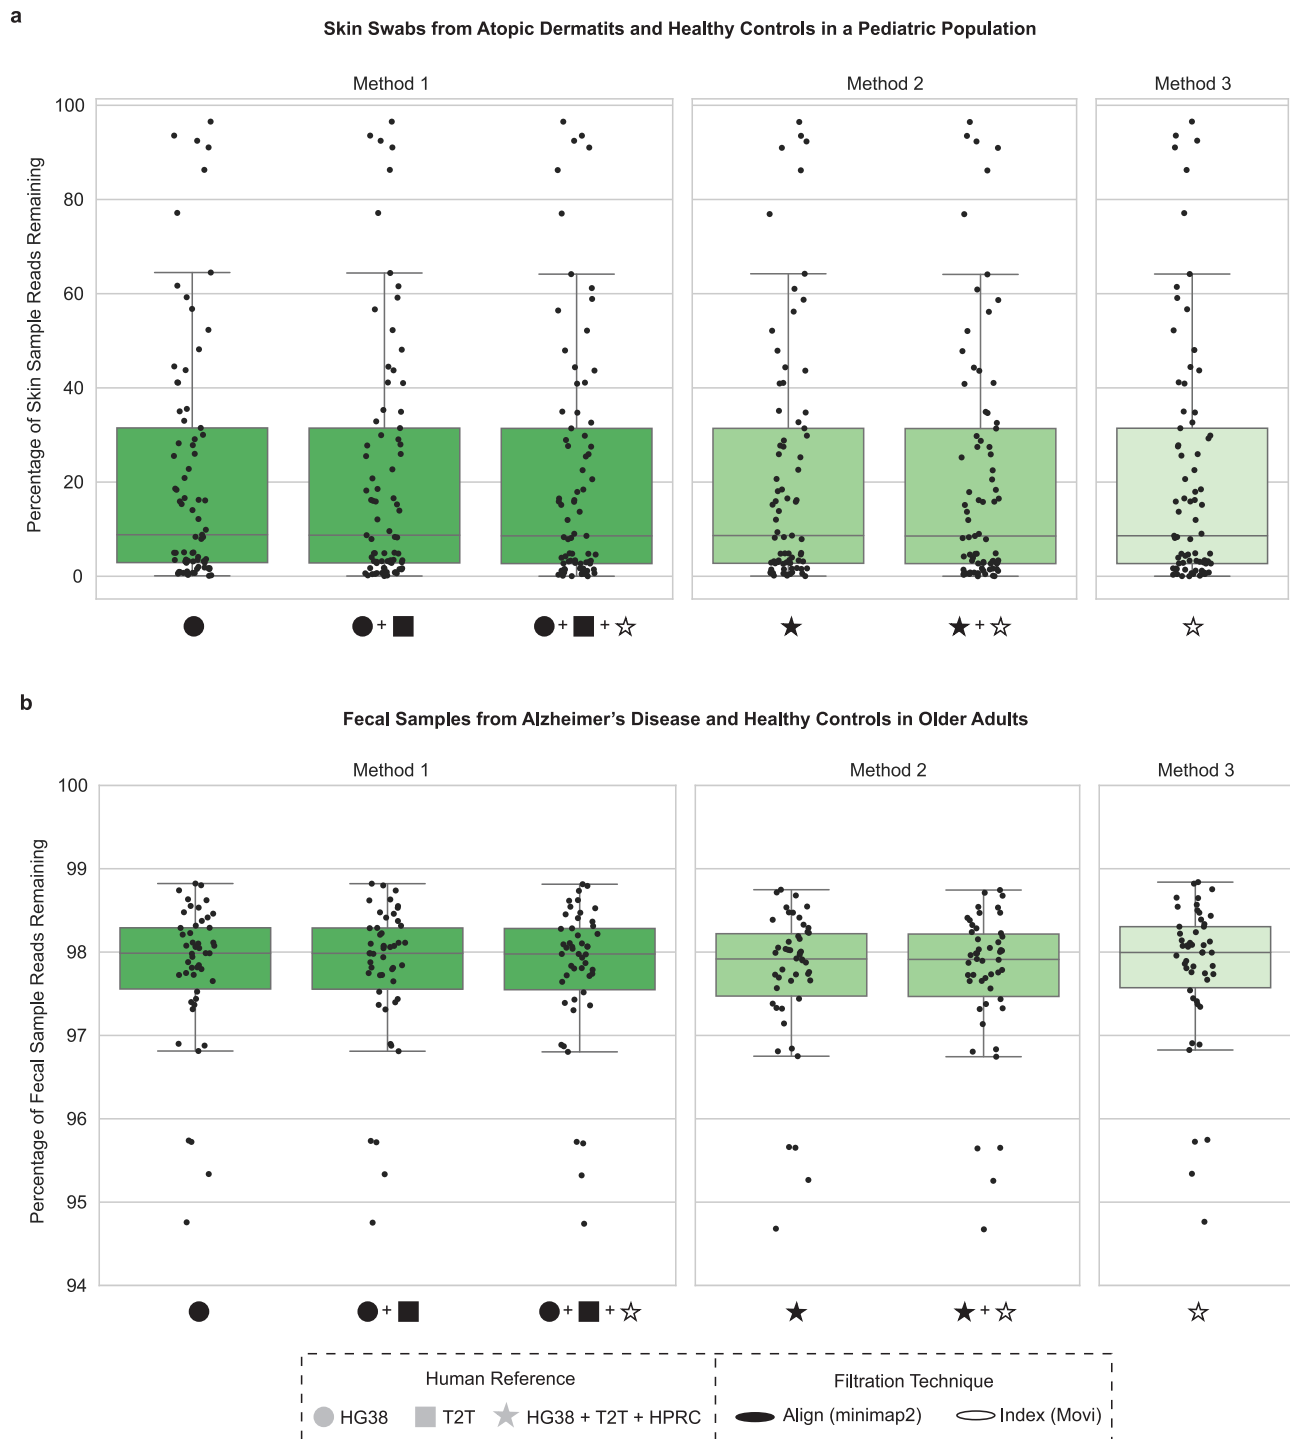 a
Skin Swabs from Atopic Dermatits and Healthy Controls in a Pediatric Population
Method 1
Method 2
Method 3
Percentage of Skin Sample Reads Remaining
100
80
60
40
20
0
+
+ +
+
b
Fecal Samples from Alzheimer's Disease and Healthy Controls in Older Adults
Method 1
Method 2
Method 3
Percentage of Fecal Sample Reads Remaining
100
99
98
97
96
95
94
+
+ +
+
Human Reference
HG38
T2T
HG38 + T2T + HPRC
Filtration Technique
Align (minimap2)
Index (Movi)